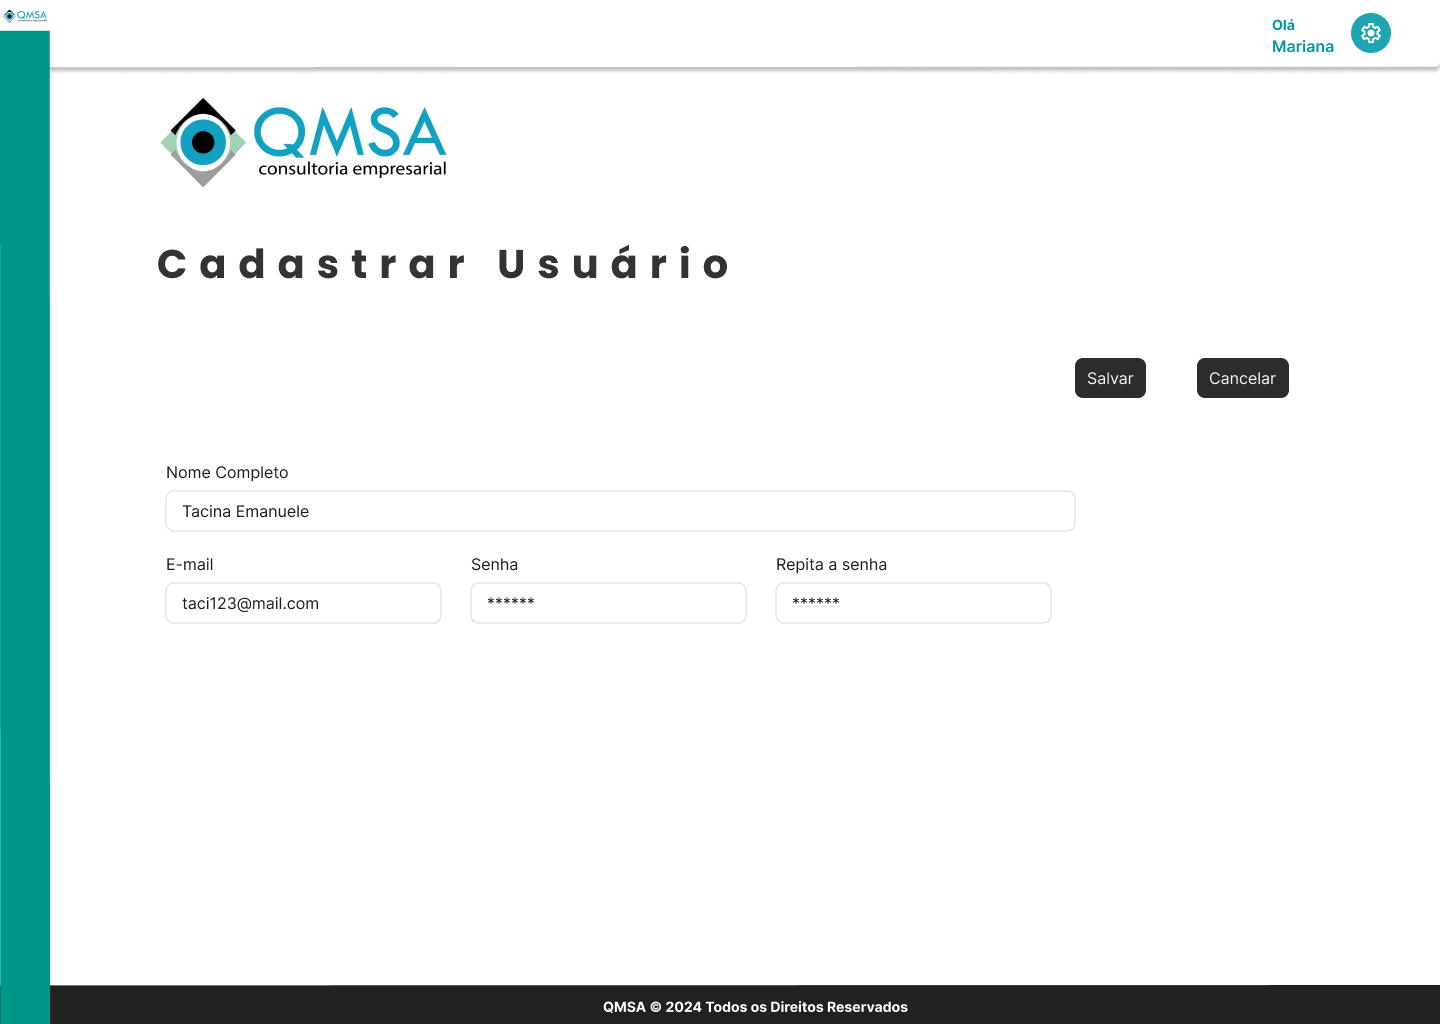 QMSA
Olá
Mariana
QMSA
consultoria empresarial
Cadastrar Usuário
Salvar Cancelar
Nome Completo
Tacina Emanuele
E-mail Senha Repita a senha
taci123@mail.com ****** ******
QMSA © 2024 Todos os Direitos Reservados